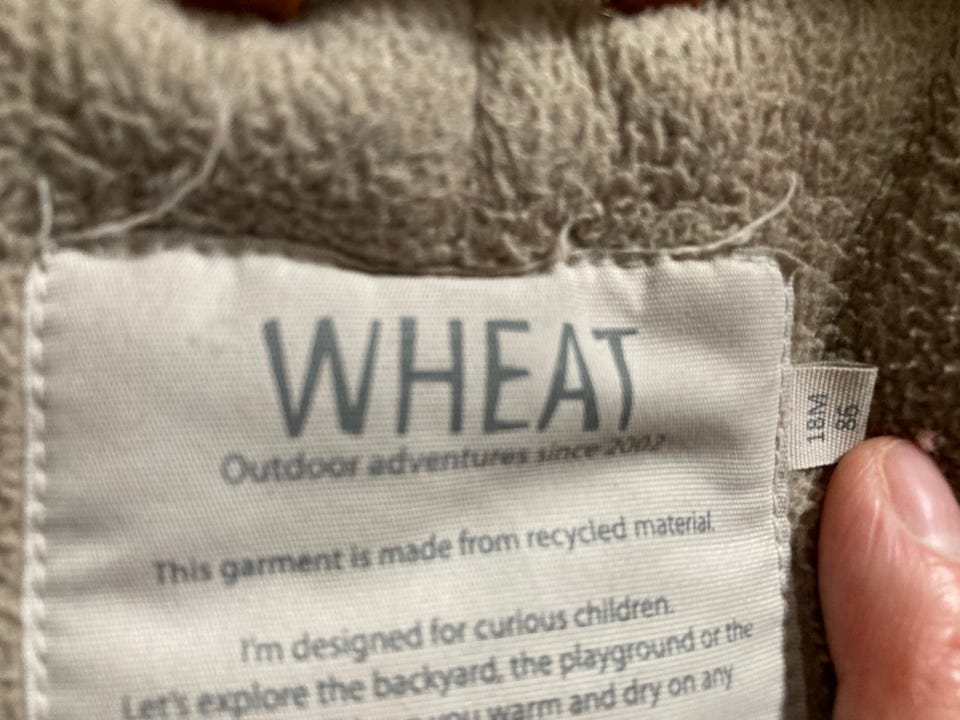 WHEAT
Outdoor adventures since 2002
This garment is made from recycled material.
I'm designed for curious children.
Let's explore the backyard, the playground or the
you warm and dry on any
18M
86